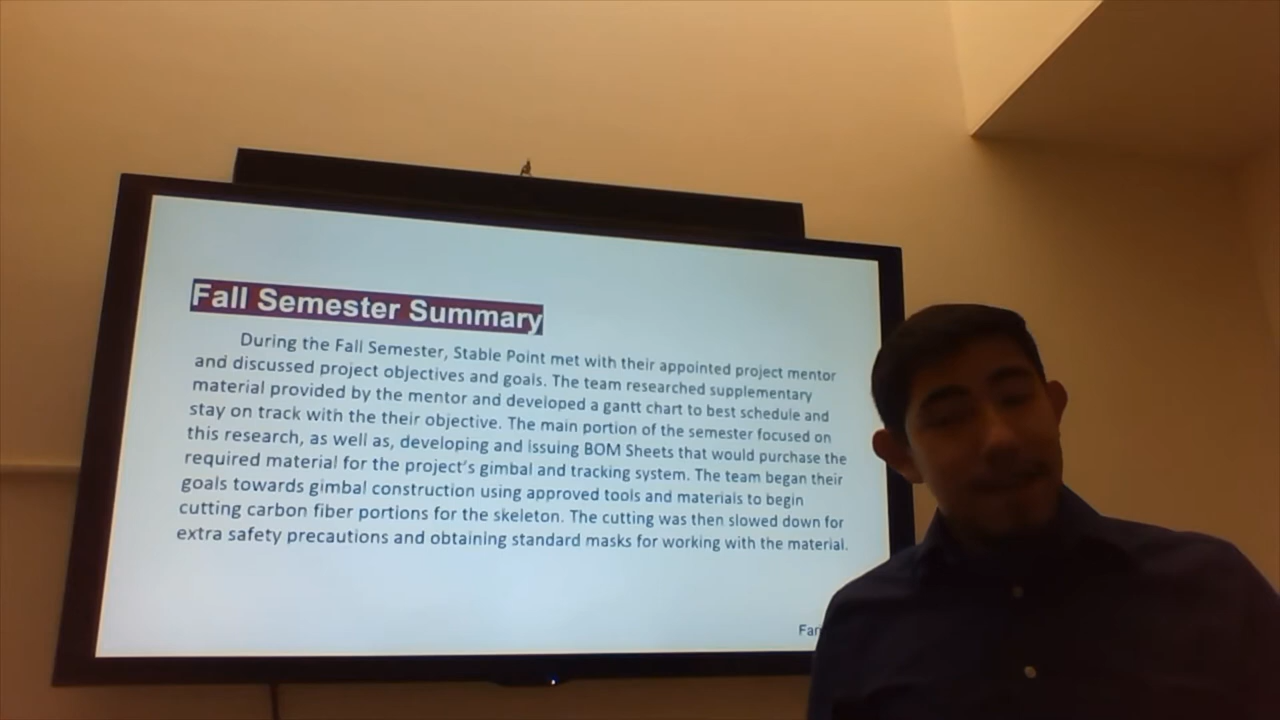 Fall Semester Summary
During the Fall Semester, Stable Point met with their appointed project mentor
and discussed project objectives and goals. The team researched supplementary
material provided by the mentor and developed a gantt chart to best schedule and
stay on track with the their objective. The main portion of the semester focused on
this research, as well as, developing and issuing BOM Sheets that would purchase the
required material for the project's gimbal and tracking system. The team began their
goals towards gimbal construction using approved tools and materials to begin
cutting carbon fiber portions for the skeleton. The cutting was then slowed down for
extra safety precautions and obtaining standard masks for working with the material.